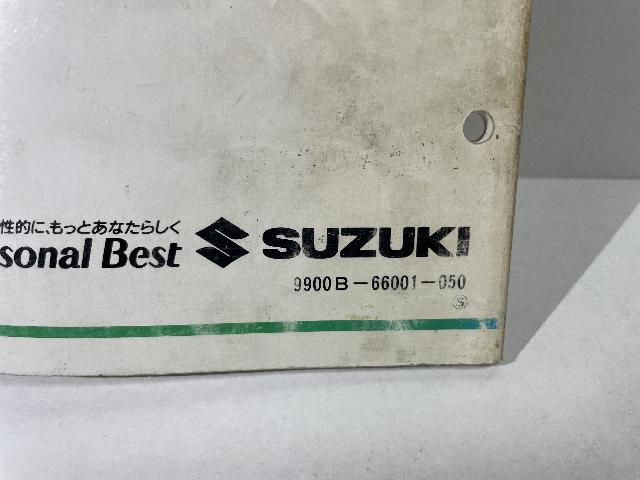 性的に、もっとあなたらしく
sonal Best SUZUKI
9900B-66001-050
S